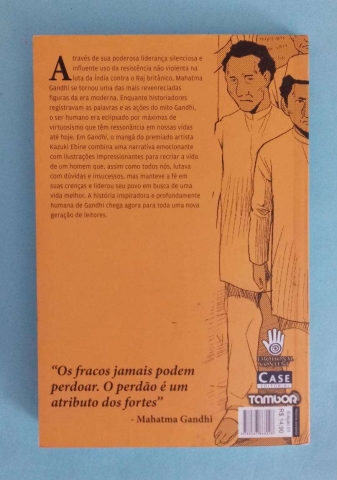 Através de sua poderosa liderança silenciosa e
influente uso da resistência não violenta na
luta da Índia contra o Raj britânico, Mahatma
Gandhi se tornou uma das mais reverenciadas
figuras da era moderna. Enquanto historiadores
registravam as palavras e as ações do mito Gandhi,
o ser humano era eclipsado por máximas de
virtuosismo que têm ressonância em nossas vidas
até hoje. Em Gandhi, o mangá do premiado artista
Kazuki Ebine combina uma narrativa emocionante
com ilustrações impressionantes para recriar a vida
de um homem que, assim como todos nós, lutava
com dúvidas e insucessos, mas manteve a fé em
suas crenças e liderou seu povo em busca de uma
vida melhor. A história inspiradora e profundamente
humana de Gandhi chega agora para toda uma nova
geração de leitores.
“Os fracos jamais podem
perdoar. O perdão é um
atributo dos fortes”
- Mahatma Gandhi
CASE
EDITORIAL
TAMBOR
R$ 14,90